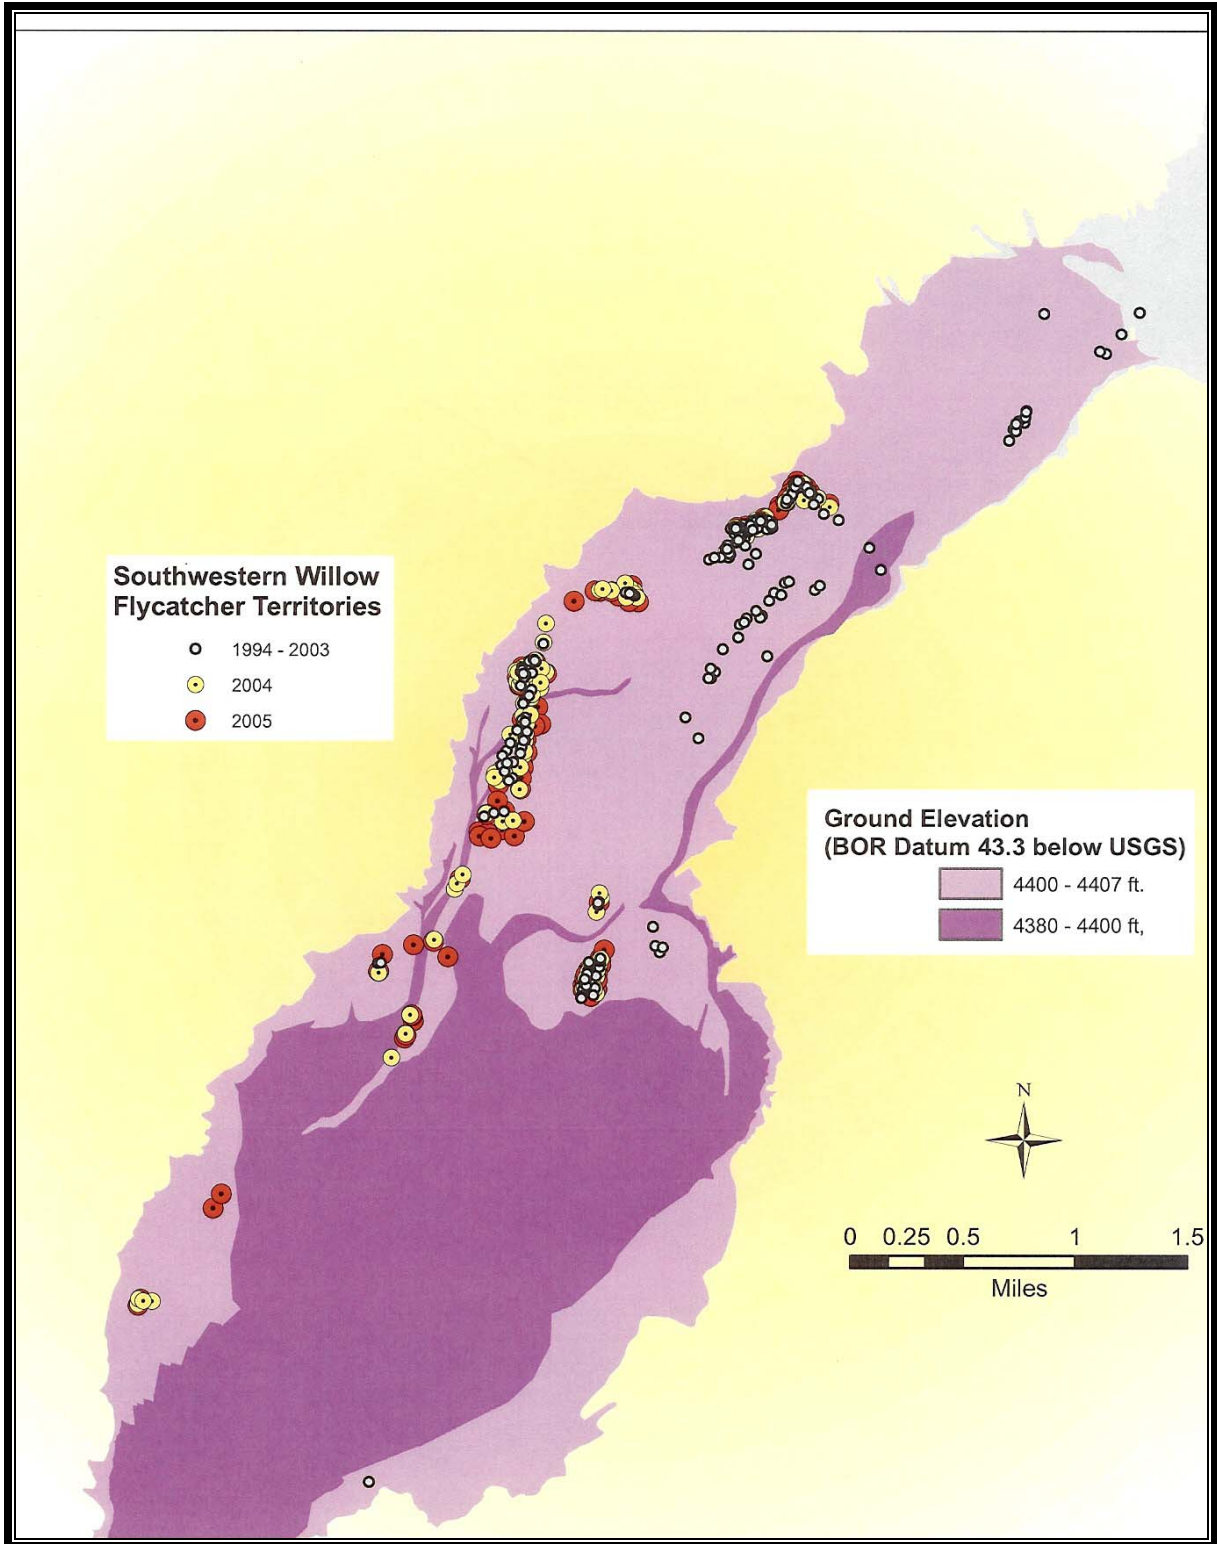 Southwestern Willow
Flycatcher Territories
1994 - 2003
2004
2005
Ground Elevation
(BOR Datum 43.3 below USGS)
4400 - 4407 ft.
4380 - 4400 ft,
N
0 0.25 0.5 1 1.5
Miles